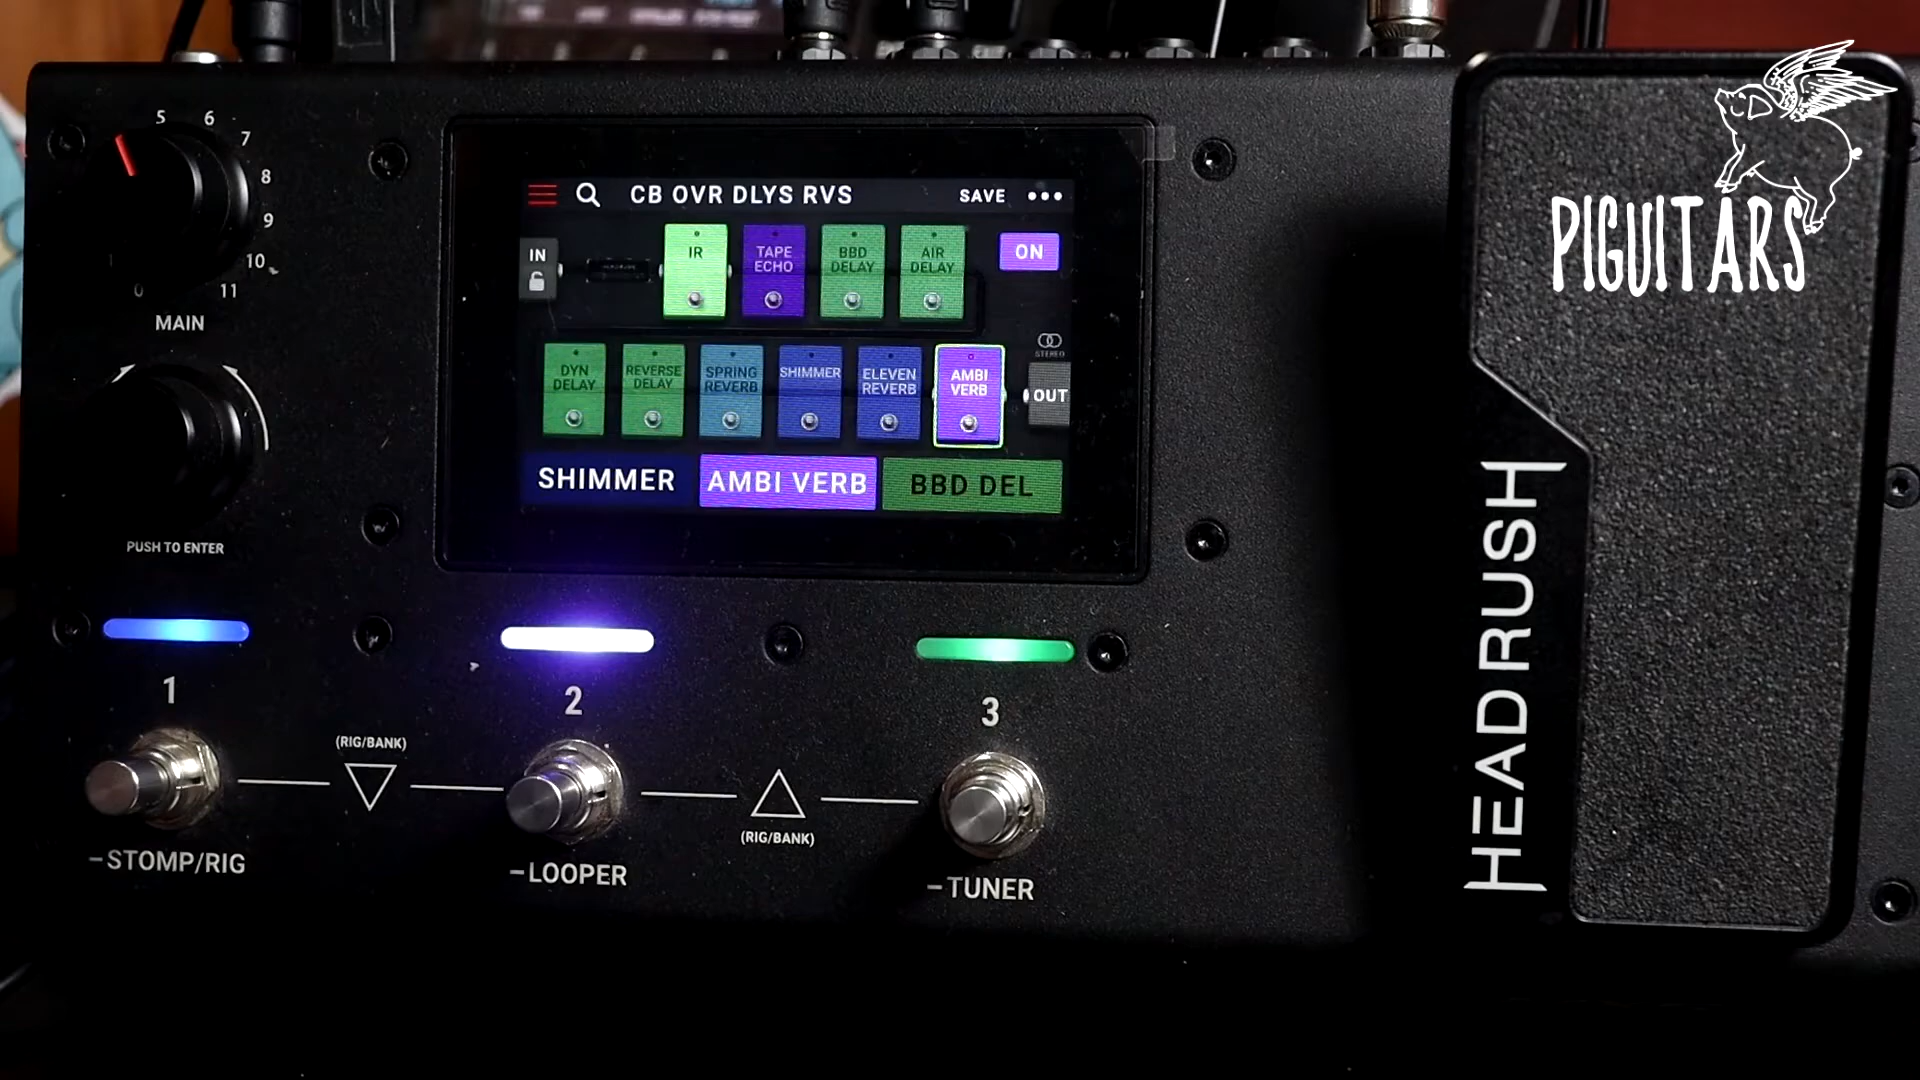 CB OVR DLYS RVS
SAVE
IN
IR
TAPE
ECHO
BBD
DELAY
AIR
DELAY
ON
DYN
DELAY
REVERSE
DELAY
SPRING
REVERB
SHIMMER
ELEVEN
REVERB
AMBI
VERB
STEREO
OUT
SHIMMER
AMBI VERB
BBD DEL
5
6
7
8
9
10
11
0
MAIN
PUSH TO ENTER
1
2
3
(RIG/BANK)
(RIG/BANK)
–STOMP/RIG
–LOOPER
–TUNER
HEADRUSH
PIGUITARS